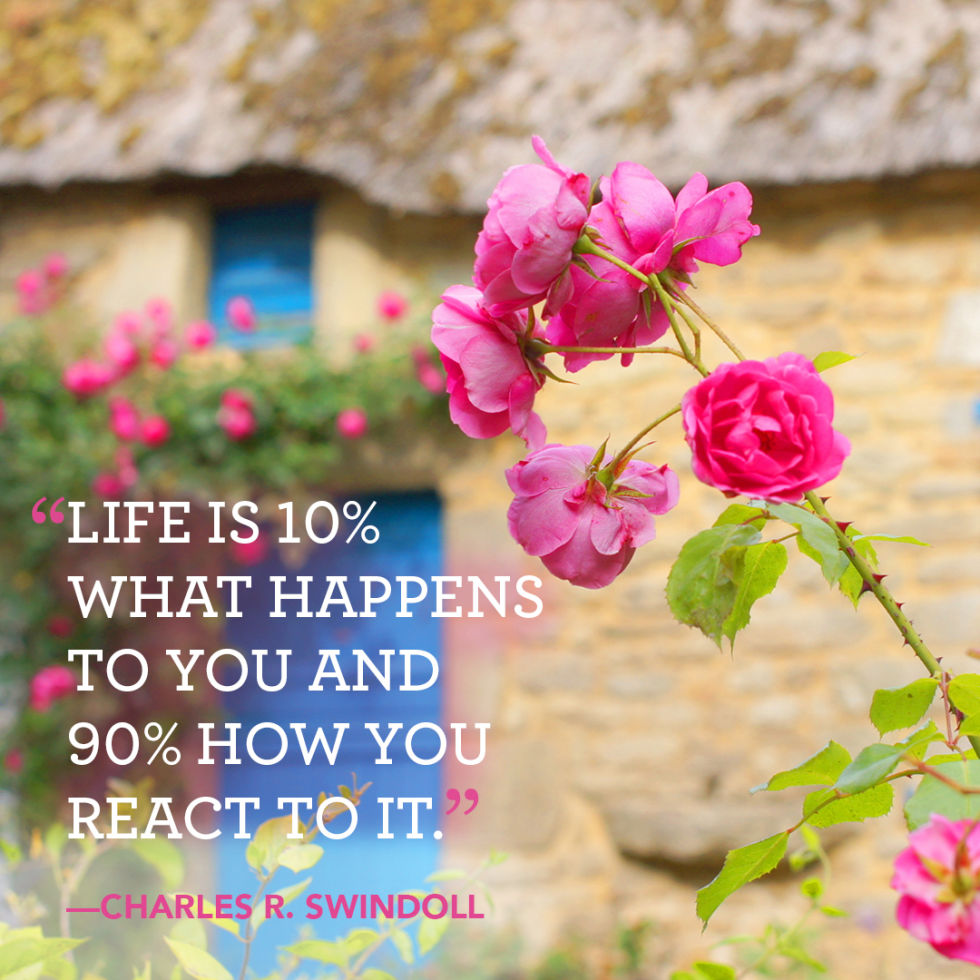 “LIFE IS 10%
WHAT HAPPENS
TO YOU AND
90% HOW YOU
REACT TO IT.”
—CHARLES R. SWINDOLL